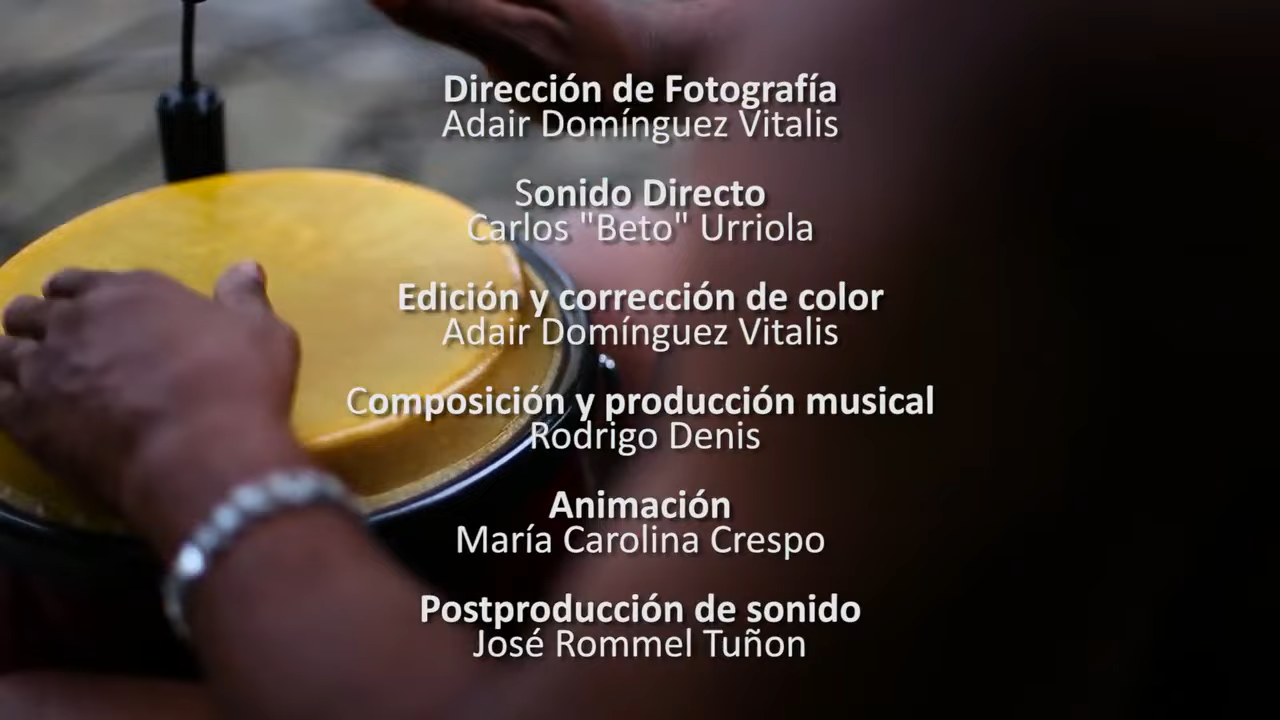 Dirección de Fotografía
Adair Domínguez Vitalis
Sonido Directo
Carlos "Beto" Urriola
Edición y corrección de color
Adair Domínguez Vitalis
Composición y producción musical
Rodrigo Denis
Animación
María Carolina Crespo
Postproducción de sonido
José Rommel Tuñon